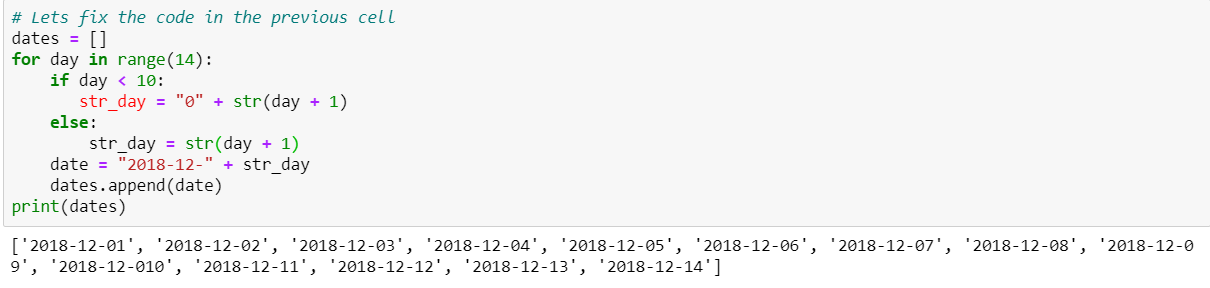 # Lets fix the code in the previous cell
dates = []
for day in range(14):
    if day < 10:
       str_day = "0" + str(day + 1)
    else:
        str_day = str(day + 1)
    date = "2018-12-" + str_day
    dates.append(date)
print(dates)
['2018-12-01', '2018-12-02', '2018-12-03', '2018-12-04', '2018-12-05', '2018-12-06', '2018-12-07', '2018-12-08', '2018-12-0
9', '2018-12-010', '2018-12-11', '2018-12-12', '2018-12-13', '2018-12-14']